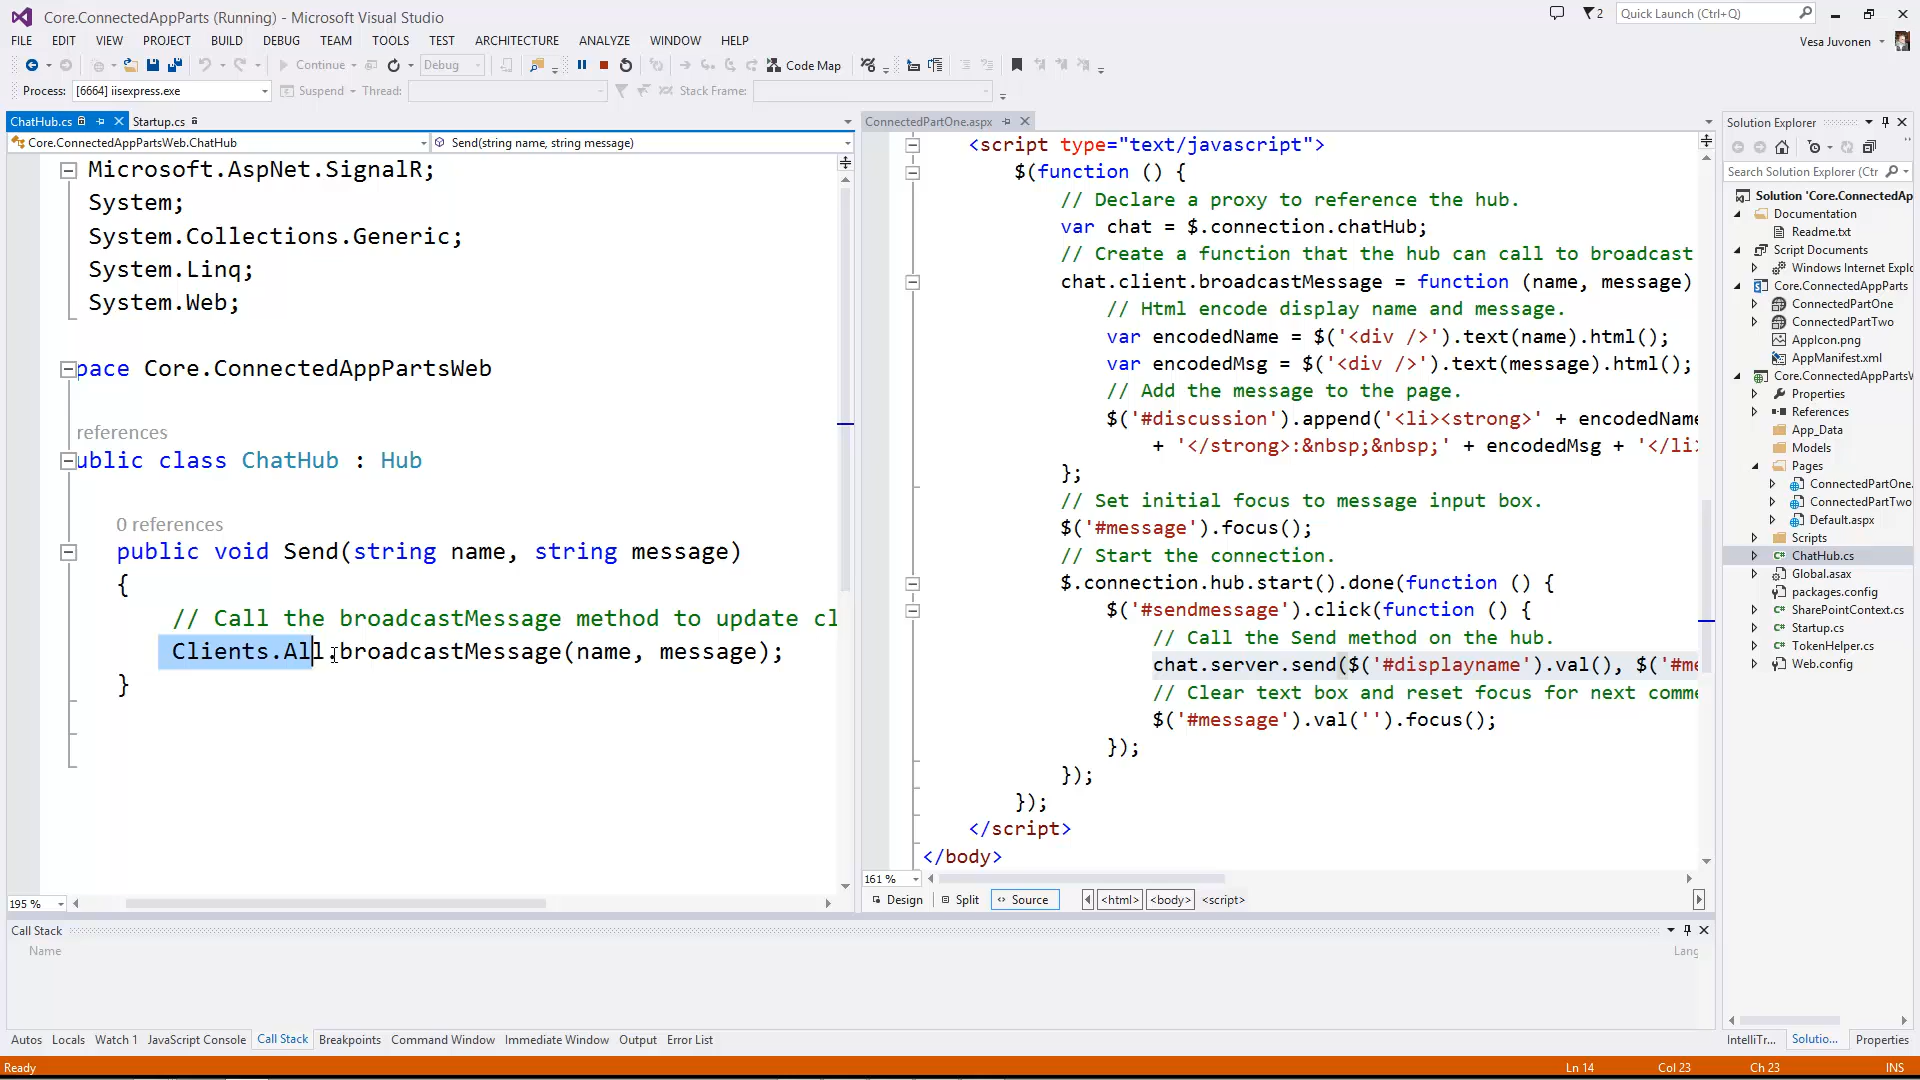 Core.ConnectedAppParts (Running) - Microsoft Visual Studio
2
Quick Launch (Ctrl+Q)
FILE EDIT VIEW PROJECT BUILD DEBUG TEAM TOOLS TEST ARCHITECTURE ANALYZE WINDOW HELP
Vesa Juvonen
Continue
Debug
Code Map
Process: [6664] iisexpress.exe
Suspend
Thread:
Stack Frame:
ChatHub.cs
Startup.cs
Core.ConnectedAppPartsWeb.ChatHub
Send(string name, string message)
Microsoft.AspNet.SignalR;
System;
System.Collections.Generic;
System.Linq;
System.Web;
pace Core.ConnectedAppPartsWeb
references
ublic class ChatHub : Hub
0 references
public void Send(string name, string message)
{
// Call the broadcastMessage method to update cl
Clients.All.broadcastMessage(name, message);
}
195 %
ConnectedPartOne.aspx
<script type="text/javascript">
$(function () {
// Declare a proxy to reference the hub.
var chat = $.connection.chatHub;
// Create a function that the hub can call to broadcast
chat.client.broadcastMessage = function (name, message)
// Html encode display name and message.
var encodedName = $('<div />').text(name).html();
var encodedMsg = $('<div />').text(message).html();
// Add the message to the page.
$('#discussion').append('<li><strong>' + encodedName
+ '</strong>:&nbsp;&nbsp;' + encodedMsg + '</li>
};
// Set initial focus to message input box.
$('#message').focus();
// Start the connection.
$.connection.hub.start().done(function () {
$('#sendmessage').click(function () {
// Call the Send method on the hub.
chat.server.send($('#displayname').val(), $('#me
// Clear text box and reset focus for next comme
$('#message').val('').focus();
});
});
});
</script>
</body>
161 %
Design Split Source <html> <body> <script>
Solution Explorer
Search Solution Explorer (Ctr
Solution 'Core.ConnectedAp
Documentation
Readme.txt
Script Documents
Windows Internet Explo
Core.ConnectedAppParts
ConnectedPartOne
ConnectedPartTwo
AppIcon.png
AppManifest.xml
Core.ConnectedAppPartsW
Properties
References
App_Data
Models
Pages
ConnectedPartOne.
ConnectedPartTwo
Default.aspx
Scripts
C# ChatHub.cs
Global.asax
packages.config
C# SharePointContext.cs
C# Startup.cs
C# TokenHelper.cs
Web.config
Call Stack
Name
Lang
Autos Locals Watch 1 JavaScript Console Call Stack Breakpoints Command Window Immediate Window Output Error List
IntelliTr... Solutio... Properties
Ready
Ln 14
Col 23
Ch 23
INS